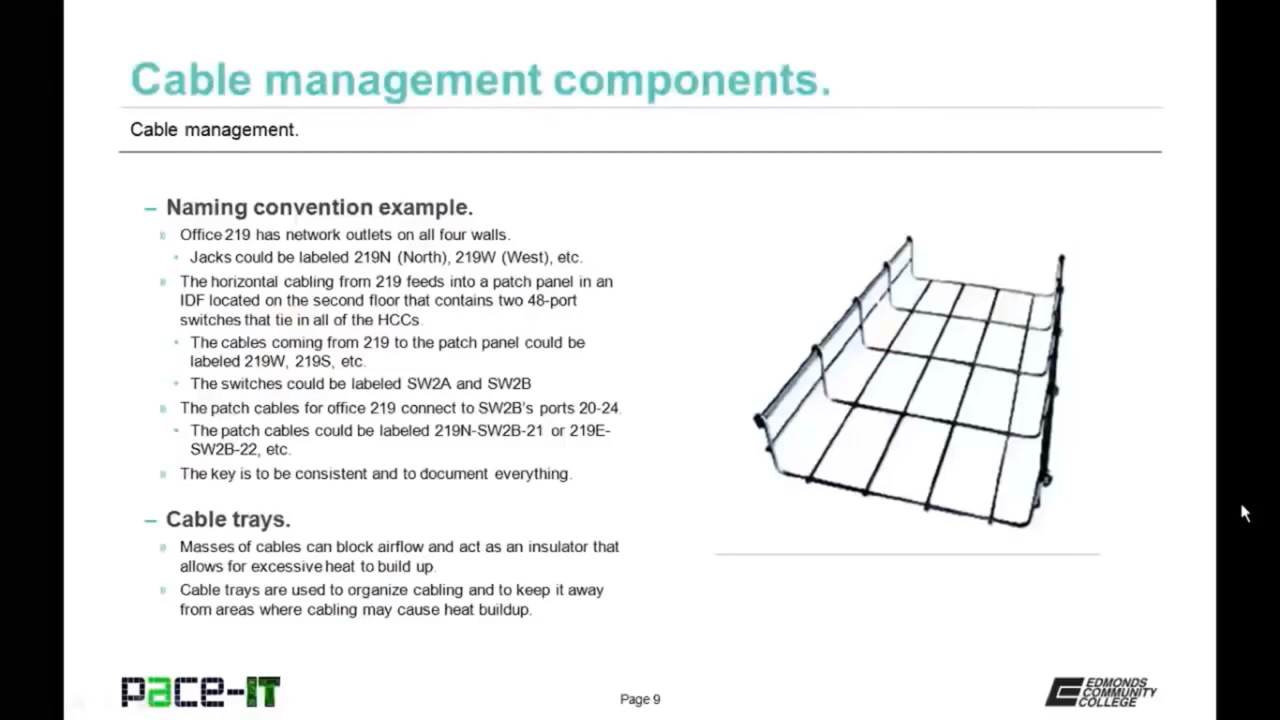 Cable management components.
Cable management.
– Naming convention example.
» Office 219 has network outlets on all four walls.
• Jacks could be labeled 219N (North), 219W (West), etc.
» The horizontal cabling from 219 feeds into a patch panel in an
IDF located on the second floor that contains two 48-port
switches that tie in all of the HCCs.
• The cables coming from 219 to the patch panel could be
labeled 219W, 219S, etc.
• The switches could be labeled SW2A and SW2B
» The patch cables for office 219 connect to SW2B's ports 20-24.
• The patch cables could be labeled 219N-SW2B-21 or 219E-
SW2B-22, etc.
» The key is to be consistent and to document everything.
– Cable trays.
» Masses of cables can block airflow and act as an insulator that
allows for excessive heat to build up.
» Cable trays are used to organize cabling and to keep it away
from areas where cabling may cause heat buildup.
pace-IT
Page 9
EDMONDS
COMMUNITY
COLLEGE